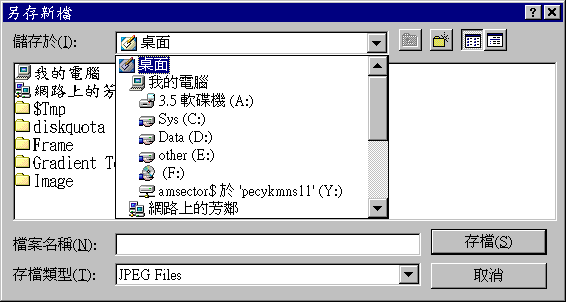 另存新檔
儲存於(I):
桌面
桌面
我的電腦
3.5 軟碟機 (A:)
Sys (C:)
Data (D:)
other (E:)
(F:)
amsector$ 於 'pecykmns11' (Y:)
網路上的芳鄰
我的電腦
網路上的芳
$Tmp
diskquota
Frame
Gradient Te
Image
檔案名稱(N):
存檔(S)
存檔類型(T):
JPEG Files
取消